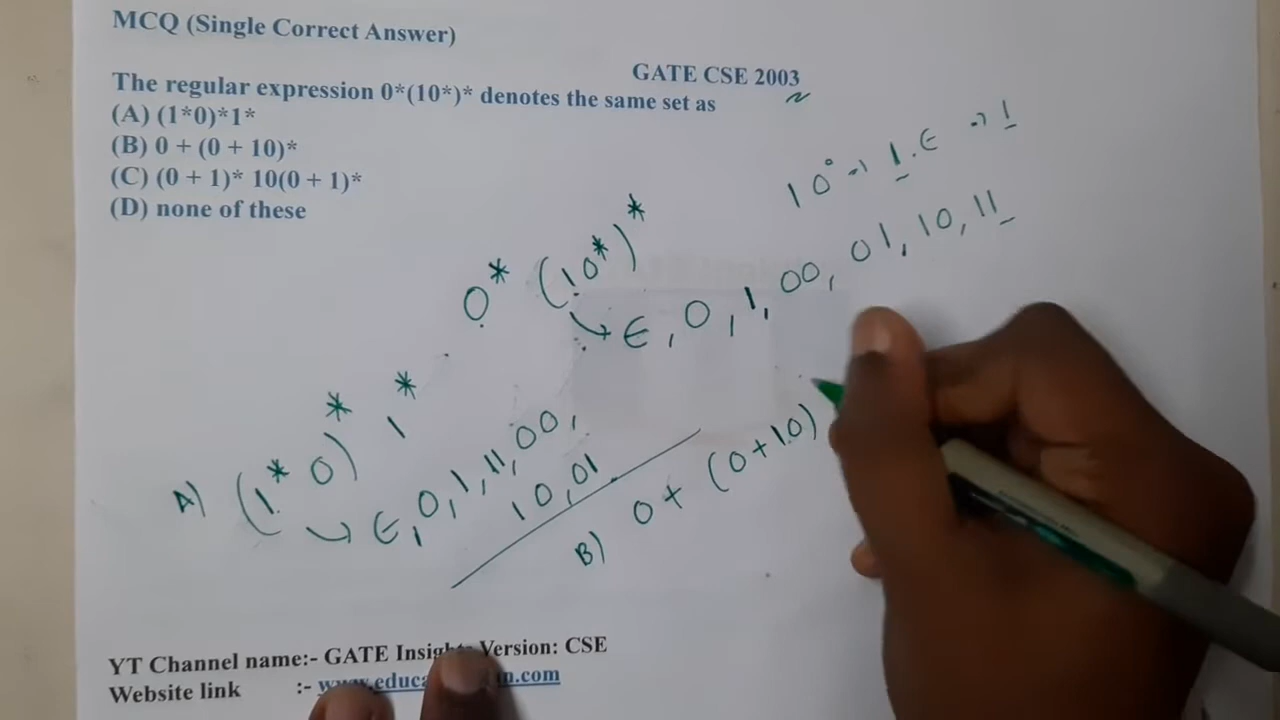 MCQ (Single Correct Answer)
GATE CSE 2003
The regular expression 0*(10*)* denotes the same set as
(A) (1*0)*1*
(B) 0 + (0 + 10)*
(C) (0 + 1)* 10(0 + 1)*
(D) none of these
10° → 1.ε → 1
0* (10*)*
ε, 0, 1, 00, 01, 10, 11
A) (1*0)* 1*
ε, 0, 1, 11, 00,
10, 01
B) 0 + (0+10)
YT Channel name:- GATE Insights Version: CSE
Website link :-